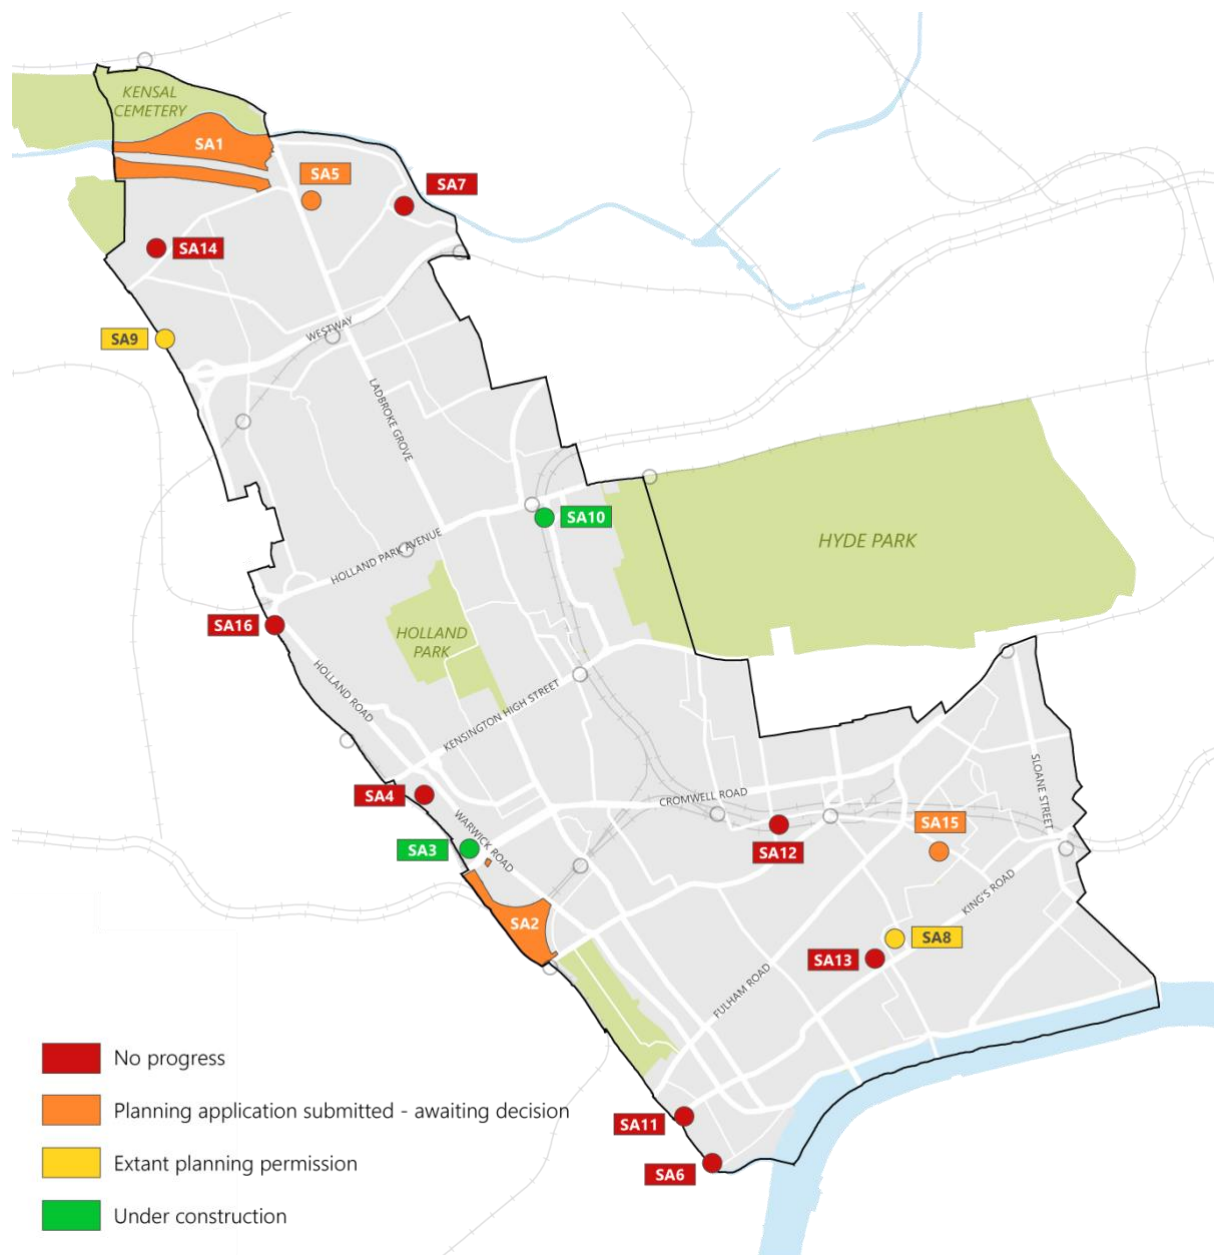 KENSAL
CEMETERY
SA1
SA5
SA7
SA14
SA9
WESTWAY
LADBROKE GROVE
SA10
HYDE PARK
HOLLAND PARK AVENUE
SA16
HOLLAND
PARK
HOLLAND ROAD
KENSINGTON HIGH STREET
SLOANE STREET
SA4
CROMWELL ROAD
WARWICK ROAD
SA3
SA12
SA15
KING'S ROAD
SA2
SA8
SA13
FULHAM ROAD
No progress
Planning application submitted - awaiting decision
SA11
Extant planning permission
SA6
Under construction